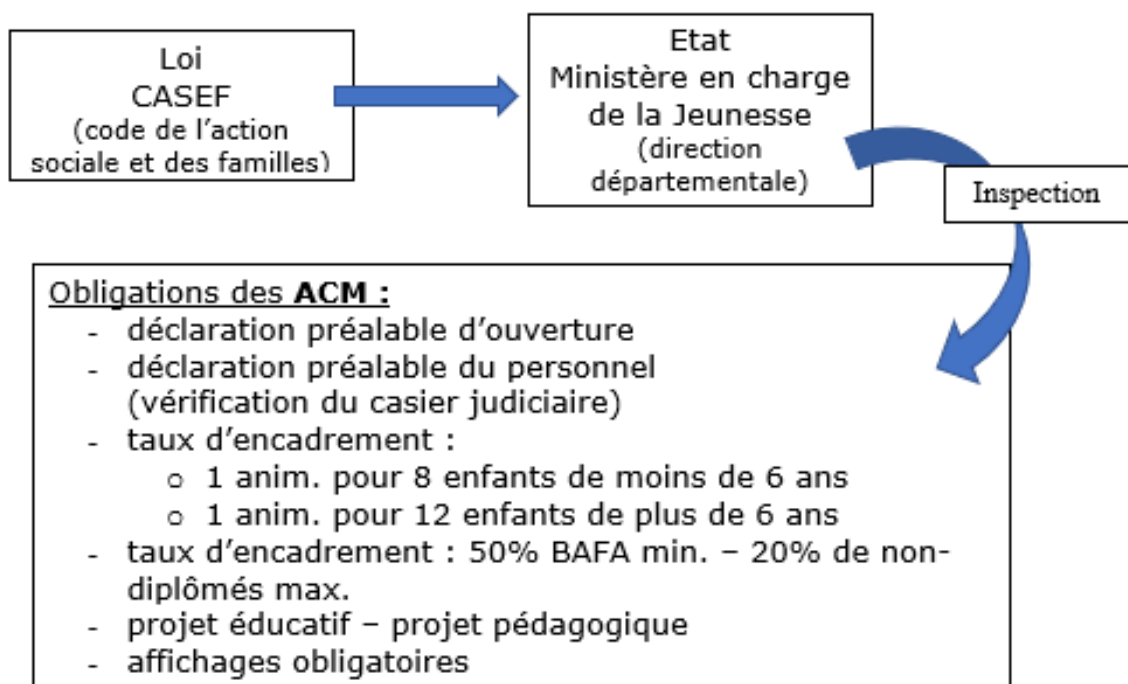 Loi
CASEF
(code de l'action
sociale et des familles)
Etat
Ministère en charge
de la Jeunesse
(direction
départementale)
Inspection
Obligations des ACM :
- déclaration préalable d'ouverture
- déclaration préalable du personnel
(vérification du casier judiciaire)
- taux d'encadrement :
o 1 anim. pour 8 enfants de moins de 6 ans
o 1 anim. pour 12 enfants de plus de 6 ans
- taux d'encadrement : 50% BAFA min. – 20% de non-
diplômés max.
- projet éducatif – projet pédagogique
- affichages obligatoires